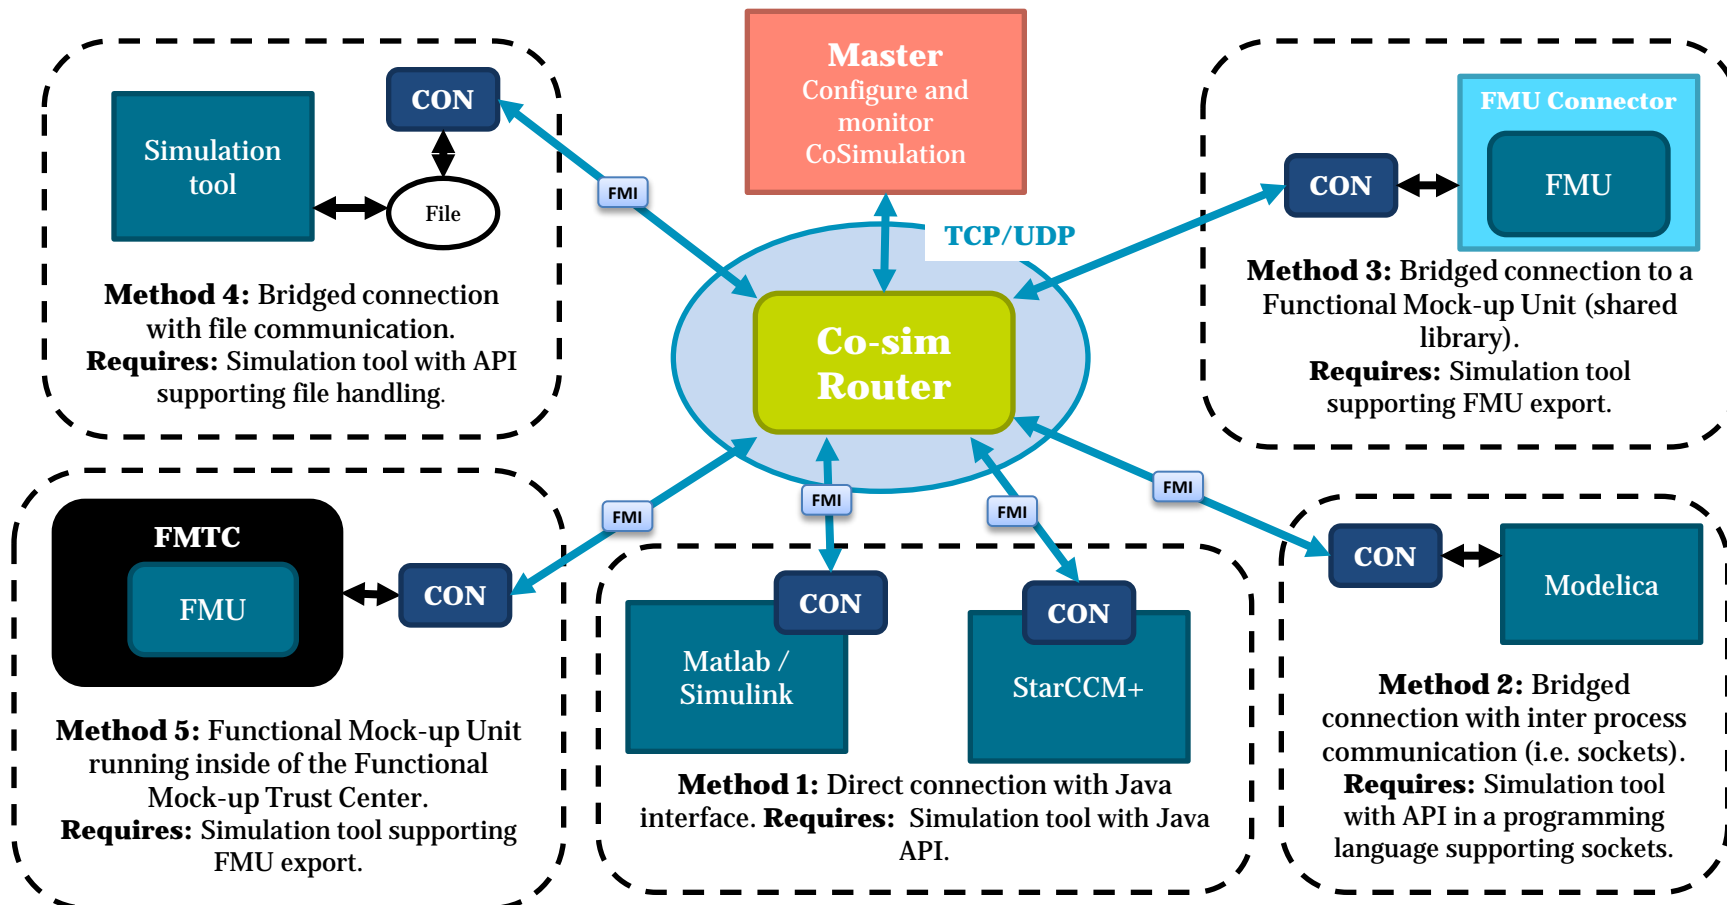 Master
Configure and
monitor
CoSimulation
TCP/UDP
Co-sim
Router
CON
Simulation
tool
File
FMI
Method 4: Bridged connection
with file communication.
Requires: Simulation tool with API
supporting file handling.
FMU Connector
CON
FMU
Method 3: Bridged connection to a
Functional Mock-up Unit (shared
library).
Requires: Simulation tool
supporting FMU export.
FMTC
FMU
CON
FMI
Method 5: Functional Mock-up Unit
running inside of the Functional
Mock-up Trust Center.
Requires: Simulation tool supporting
FMU export.
FMI
FMI
CON
CON
Matlab /
Simulink
StarCCM+
Method 1: Direct connection with Java
interface. Requires: Simulation tool with Java
API.
FMI
CON
Modelica
Method 2: Bridged
connection with inter process
communication (i.e. sockets).
Requires: Simulation tool
with API in a programming
language supporting sockets.